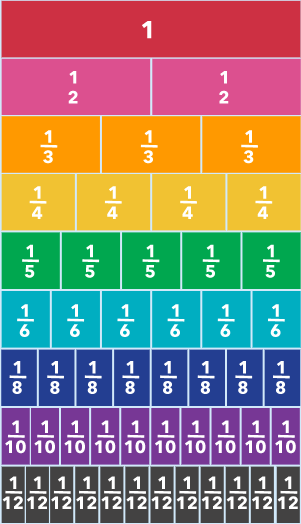 1
1 1
2 2
1 1 1
3 3 3
1 1 1 1
4 4 4 4
1 1 1 1 1
5 5 5 5 5
1 1 1 1 1 1
6 6 6 6 6 6
1 1 1 1 1 1 1 1
8 8 8 8 8 8 8 8
1 1 1 1 1 1 1 1 1 1
10 10 10 10 10 10 10 10 10 10
1 1 1 1 1 1 1 1 1 1 1 1
12 12 12 12 12 12 12 12 12 12 12 12